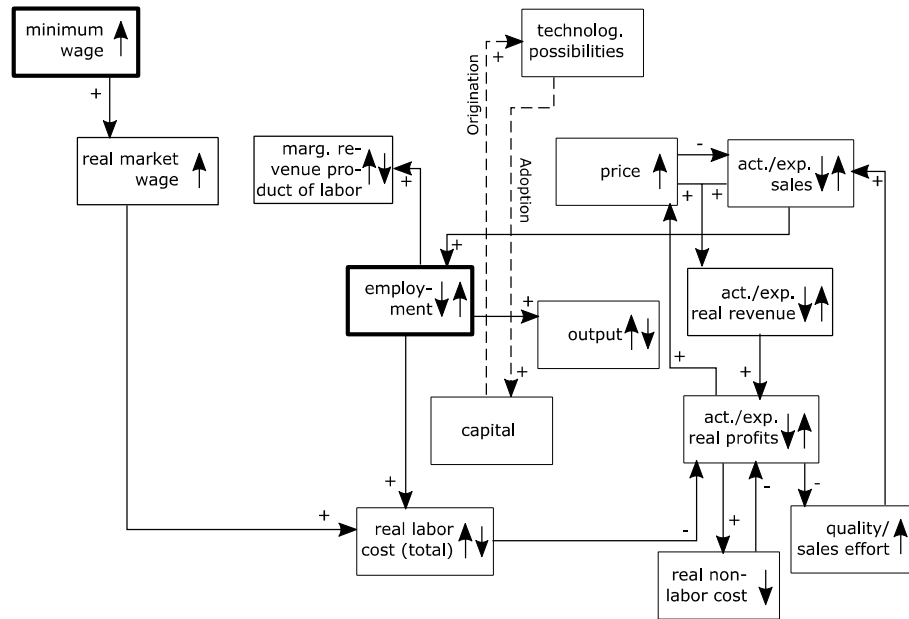 minimum
wage
technolog.
possibilities
+
+
Origination
real market
wage
marg. re-
venue pro-
duct of labor
+
Adoption
price
-
act./exp.
sales
+
+
+
+
employ-
ment
+
act./exp.
real revenue
output
+
+
+
capital
act./exp.
real profits
+
+
real labor
cost (total)
-
+
-
-
quality/
sales effort
real non-
labor cost